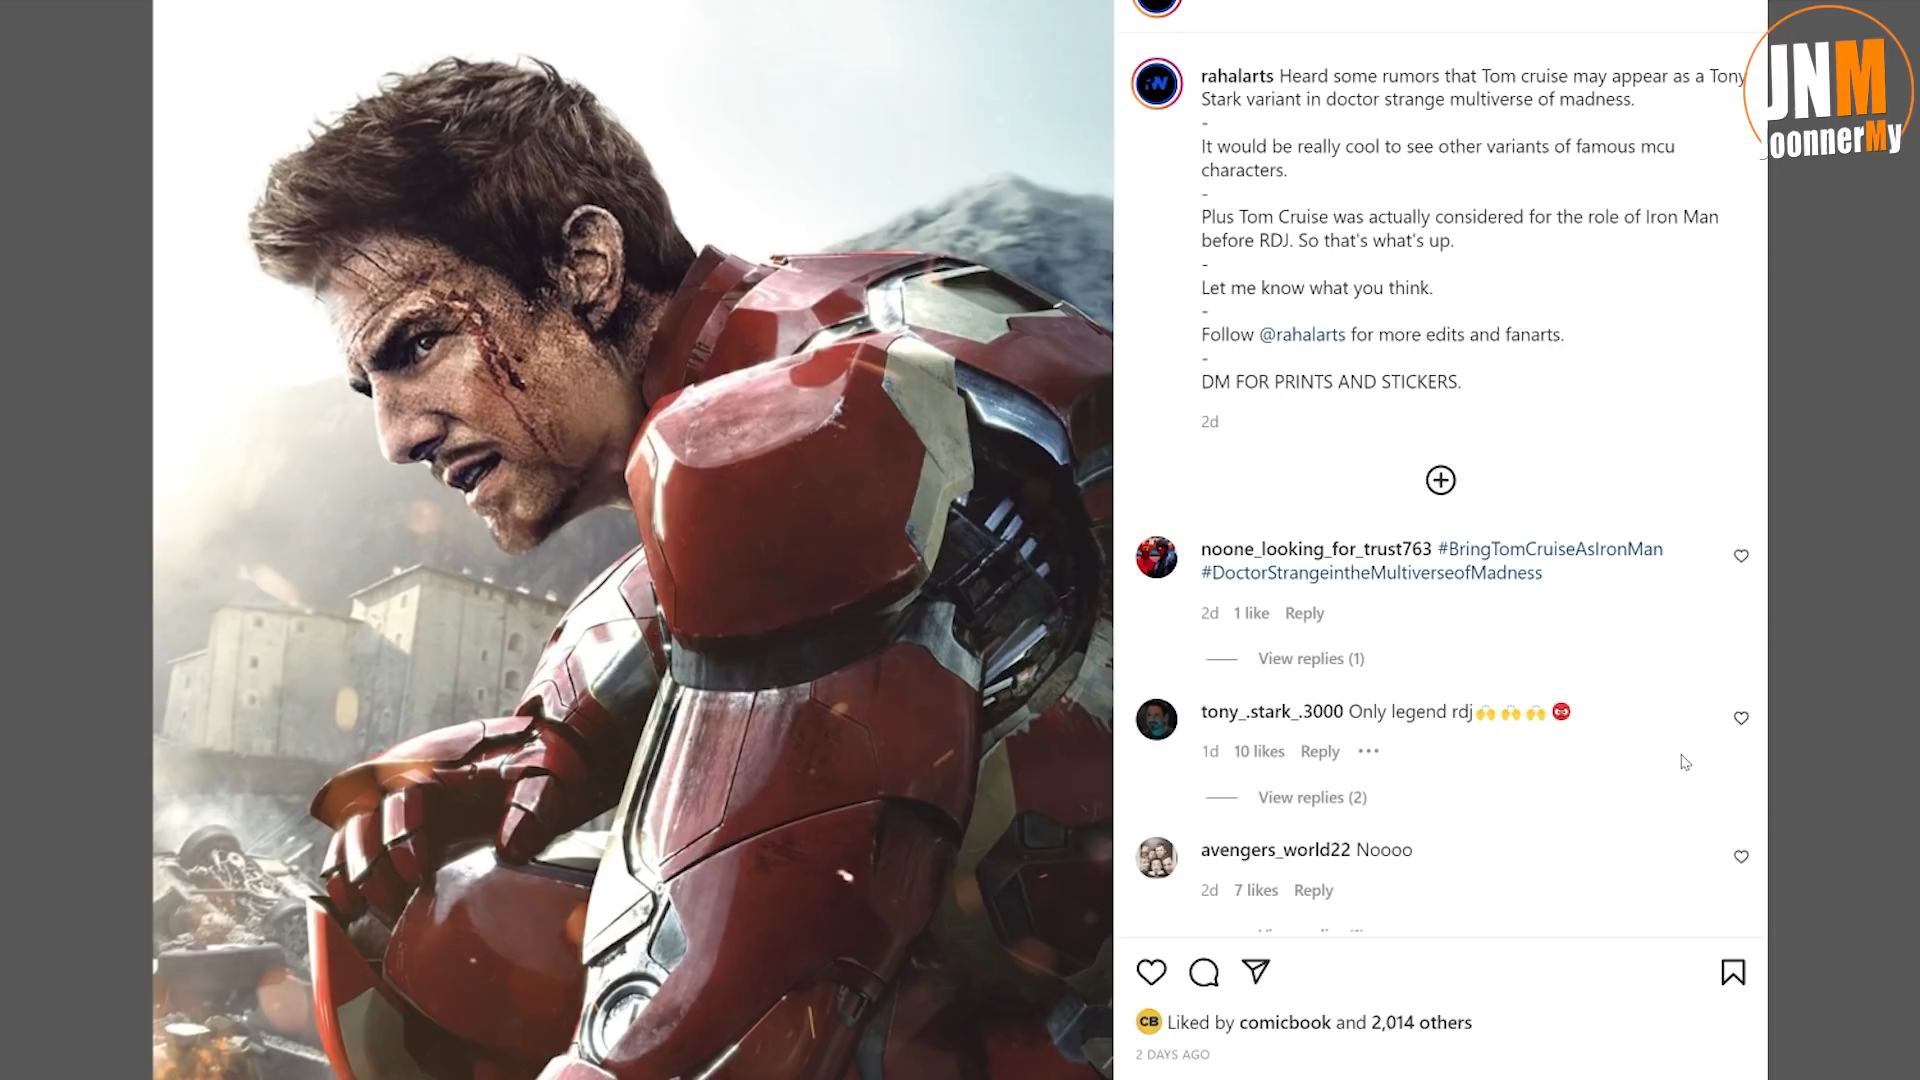 JNM
JoonnerMy
rahalarts Heard some rumors that Tom cruise may appear as a Tony
Stark variant in doctor strange multiverse of madness.
-
It would be really cool to see other variants of famous mcu
characters.
-
Plus Tom Cruise was actually considered for the role of Iron Man
before RDJ. So that's what's up.
-
Let me know what you think.
-
Follow @rahalarts for more edits and fanarts.
-
DM FOR PRINTS AND STICKERS.
2d
noone_looking_for_trust763 #BringTomCruiseAsIronMan
#DoctorStrangeintheMultiverseofMadness
2d 1 like Reply
View replies (1)
tony_.stark_.3000 Only legend rdj🙌 🙌 🙌 👹
1d 10 likes Reply •••
View replies (2)
avengers_world22 Noooo
2d 7 likes Reply
CB Liked by comicbook and 2,014 others
2 DAYS AGO